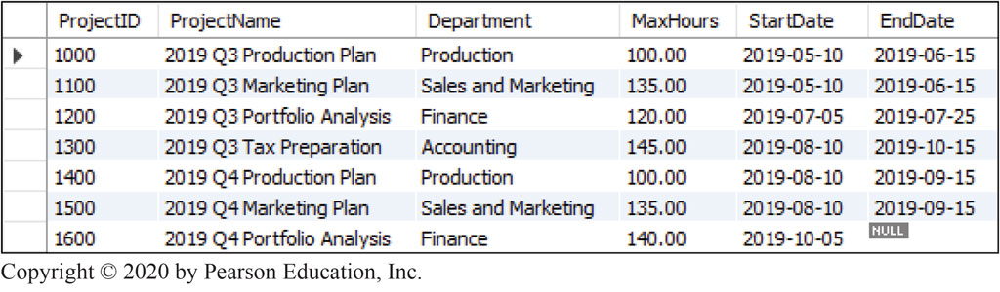 ProjectID ProjectName Department MaxHours StartDate EndDate
1000 2019 Q3 Production Plan Production 100.00 2019-05-10 2019-06-15
1100 2019 Q3 Marketing Plan Sales and Marketing 135.00 2019-05-10 2019-06-15
1200 2019 Q3 Portfolio Analysis Finance 120.00 2019-07-05 2019-07-25
1300 2019 Q3 Tax Preparation Accounting 145.00 2019-08-10 2019-10-15
1400 2019 Q4 Production Plan Production 100.00 2019-08-10 2019-09-15
1500 2019 Q4 Marketing Plan Sales and Marketing 135.00 2019-08-10 2019-09-15
1600 2019 Q4 Portfolio Analysis Finance 140.00 2019-10-05 NULL
Copyright © 2020 by Pearson Education, Inc.